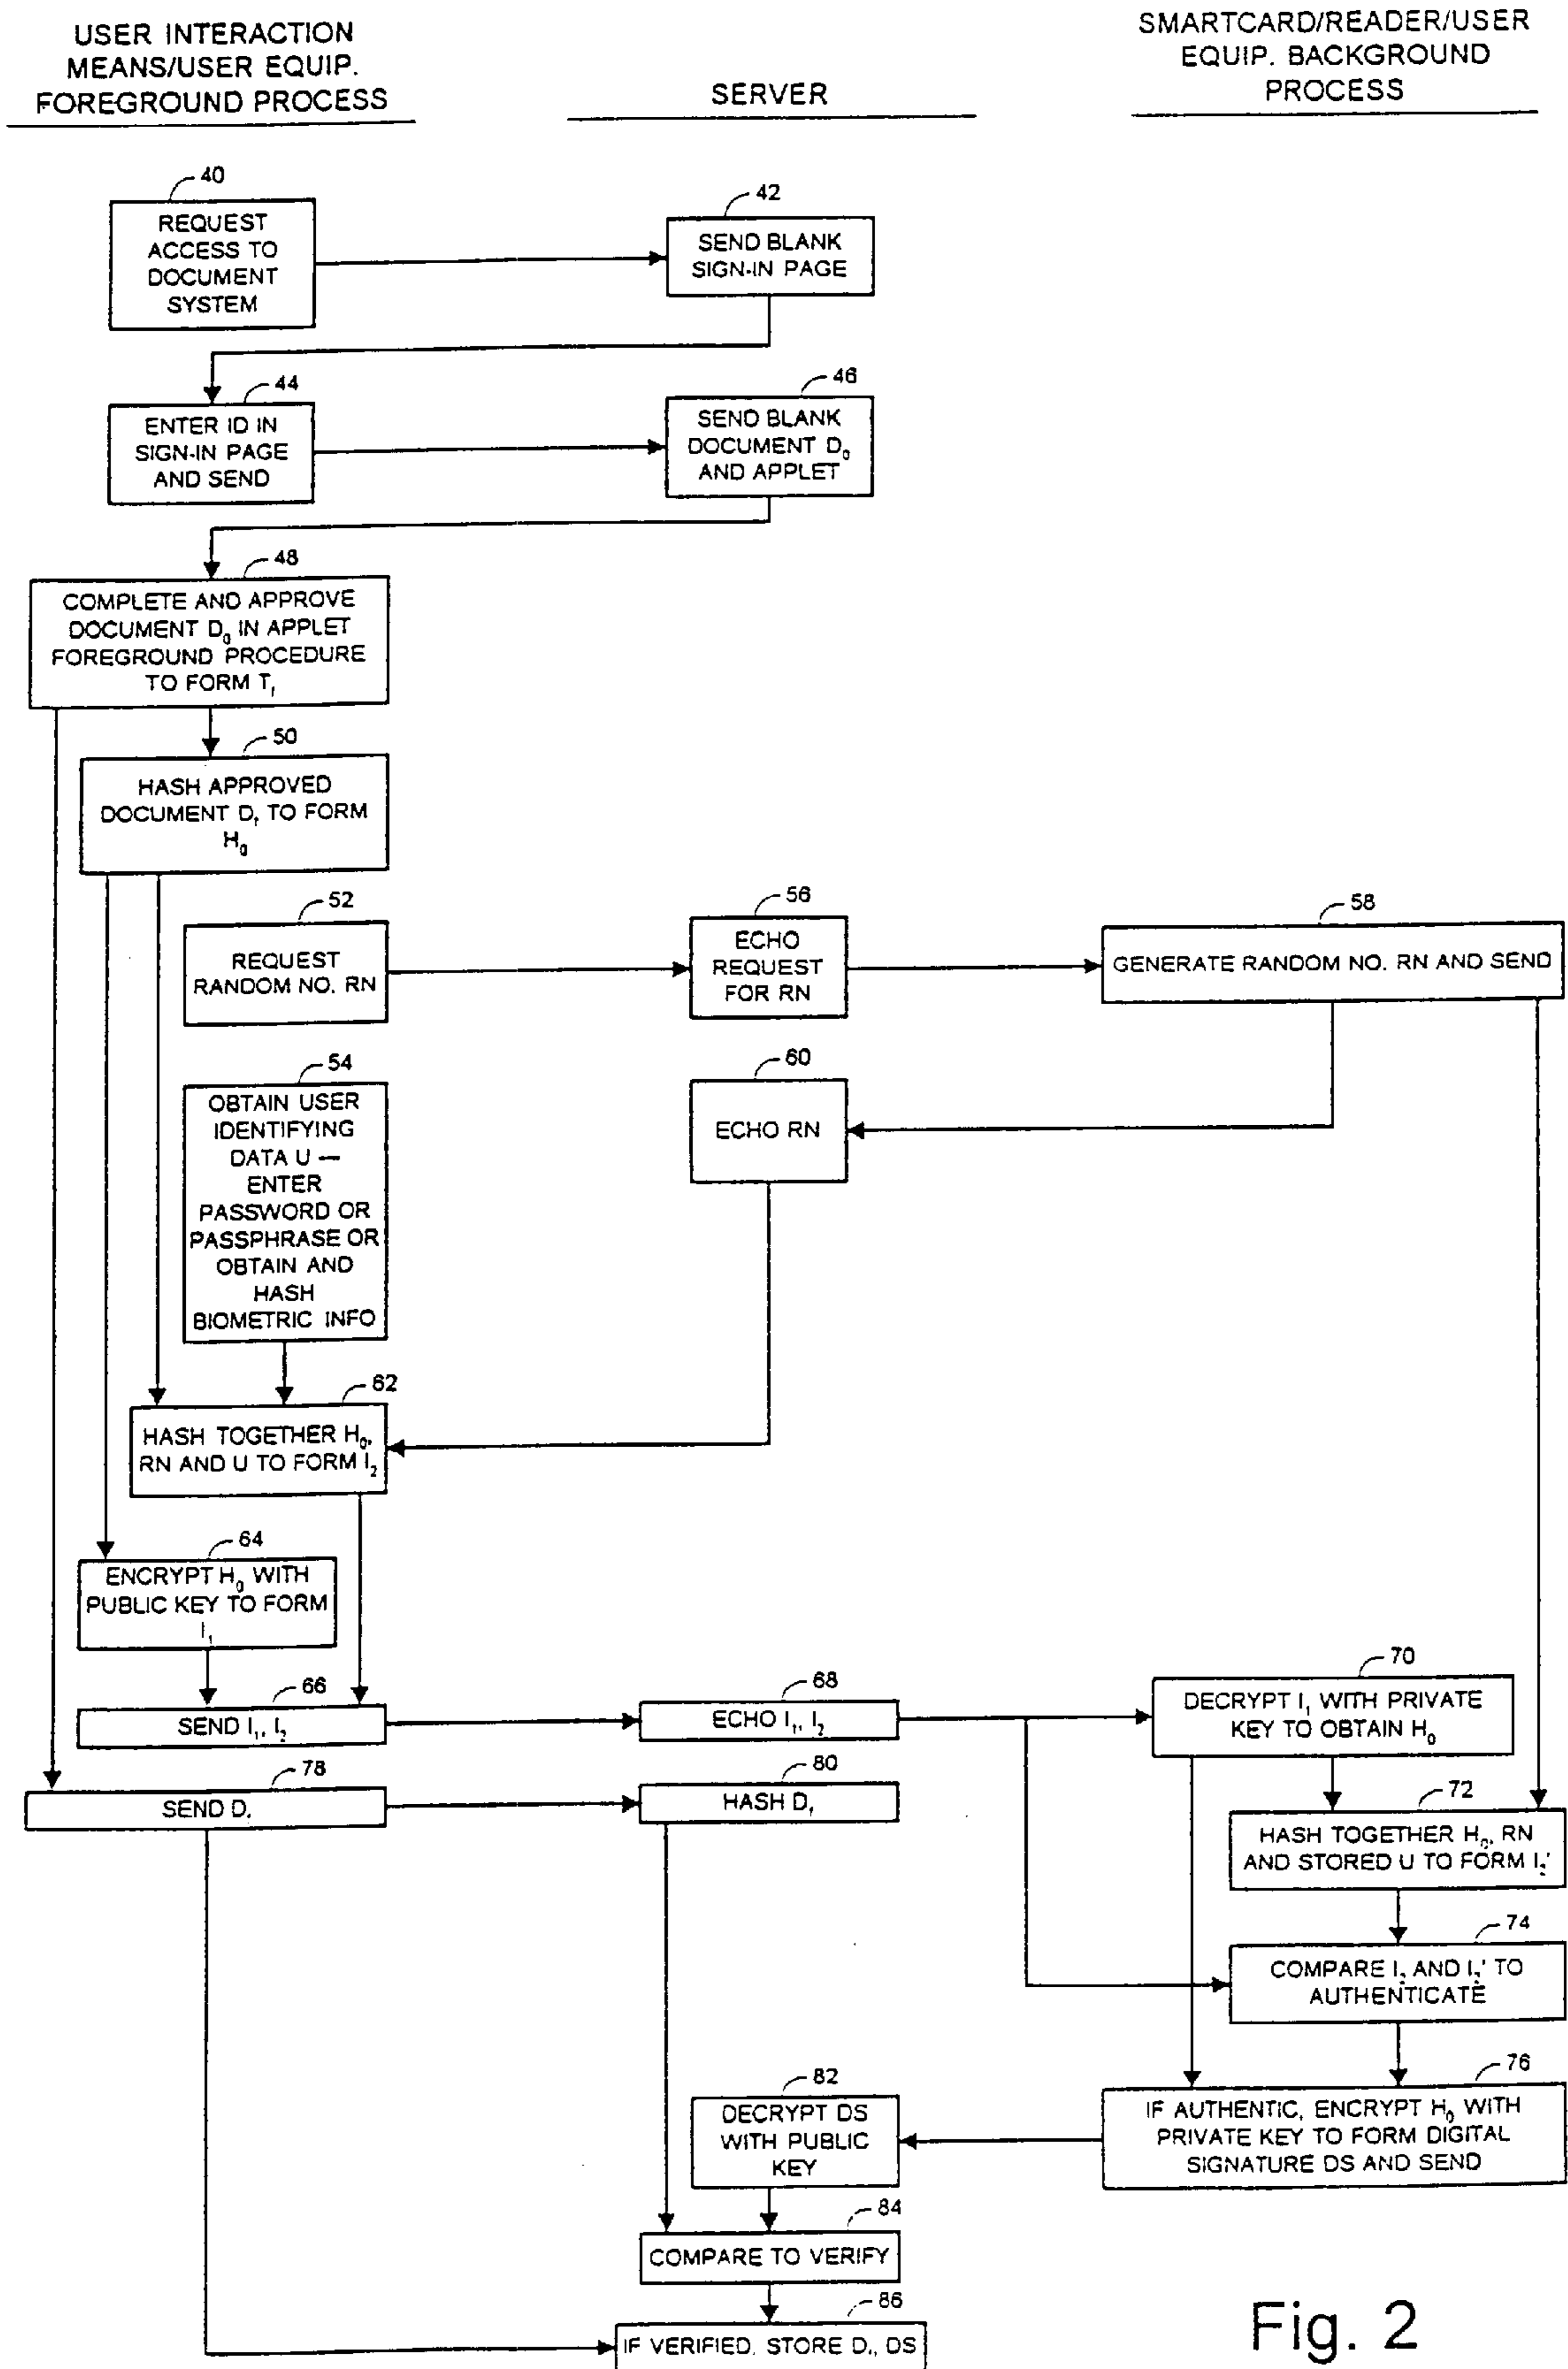 USER INTERACTION
MEANS/USER EQUIP.
FOREGROUND PROCESS
SERVER
SMARTCARD/READER/USER
EQUIP. BACKGROUND
PROCESS
40
REQUEST
ACCESS TO
DOCUMENT
SYSTEM
42
SEND BLANK
SIGN-IN PAGE
44
ENTER ID IN
SIGN-IN PAGE
AND SEND
46
SEND BLANK
DOCUMENT D₀
AND APPLET
48
COMPLETE AND APPROVE
DOCUMENT D₀ IN APPLET
FOREGROUND PROCEDURE
TO FORM T₁
50
HASH APPROVED
DOCUMENT D₁ TO FORM
H₀
52
REQUEST
RANDOM NO. RN
56
ECHO
REQUEST
FOR RN
58
GENERATE RANDOM NO. RN AND SEND
54
OBTAIN USER
IDENTIFYING
DATA U —
ENTER
PASSWORD OR
PASSPHRASE OR
OBTAIN AND
HASH
BIOMETRIC INFO
60
ECHO RN
62
HASH TOGETHER H₀,
RN AND U TO FORM I₂
64
ENCRYPT H₀ WITH
PUBLIC KEY TO FORM
I₁
66
SEND I₁, I₂
68
ECHO I₁, I₂
70
DECRYPT I₁ WITH PRIVATE
KEY TO OBTAIN H₀
72
HASH TOGETHER H₀, RN
AND STORED U TO FORM I₂'
74
COMPARE I₂ AND I₂' TO
AUTHENTICATE
76
IF AUTHENTIC, ENCRYPT H₀ WITH
PRIVATE KEY TO FORM DIGITAL
SIGNATURE DS AND SEND
78
SEND D₁
80
HASH D₁
82
DECRYPT DS
WITH PUBLIC
KEY
84
COMPARE TO VERIFY
86
IF VERIFIED, STORE D₁, DS
Fig. 2